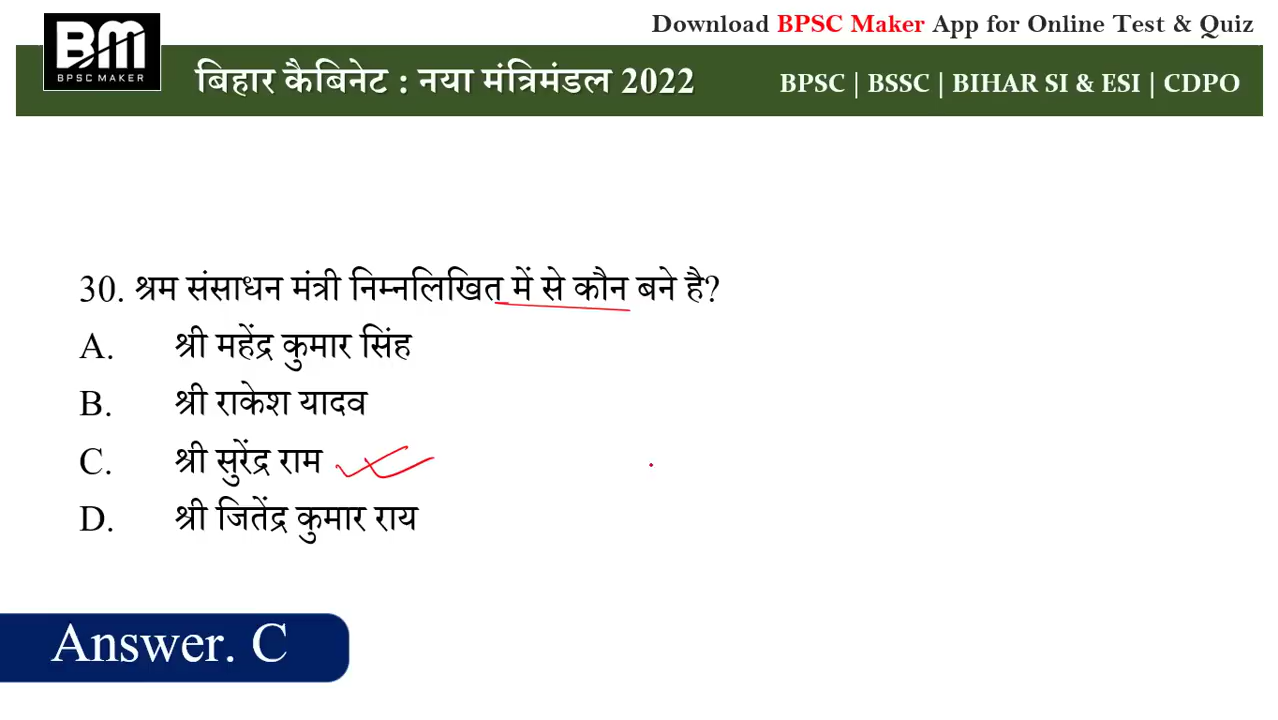 Download BPSC Maker App for Online Test & Quiz
BM
BPSC MAKER
बिहार कैबिनेट : नया मंत्रिमंडल 2022
BPSC | BSSC | BIHAR SI & ESI | CDPO
30. श्रम संसाधन मंत्री निम्नलिखित में से कौन बने है?
A. श्री महेंद्र कुमार सिंह
B. श्री राकेश यादव
C. श्री सुरेंद्र राम
D. श्री जितेंद्र कुमार राय
Answer. C